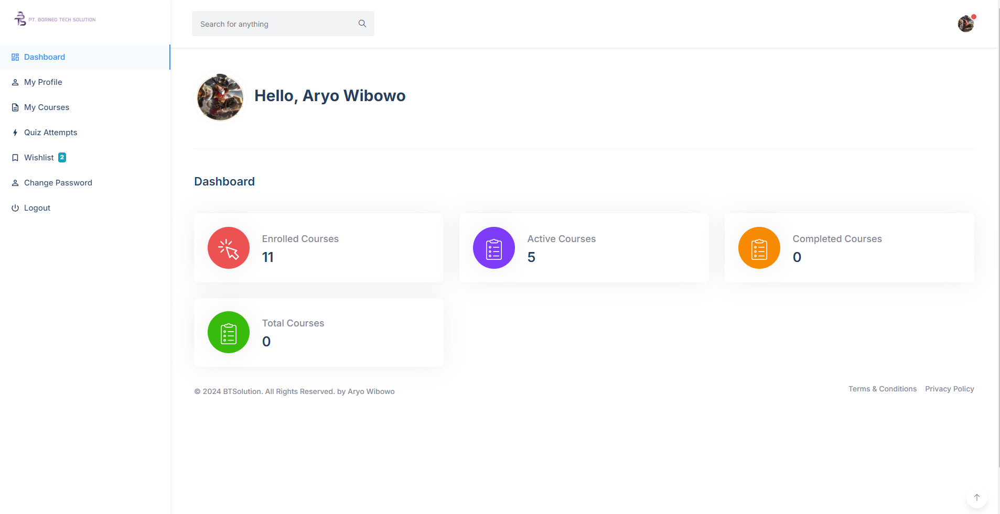 PT. BORNEO TECH SOLUTION
Search for anything
Dashboard
My Profile
My Courses
Quiz Attempts
Wishlist 2
Change Password
Logout
Hello, Aryo Wibowo
Dashboard
Enrolled Courses
11
Active Courses
5
Completed Courses
0
Total Courses
0
© 2024 BTSolution. All Rights Reserved. by Aryo Wibowo
Terms & Conditions Privacy Policy